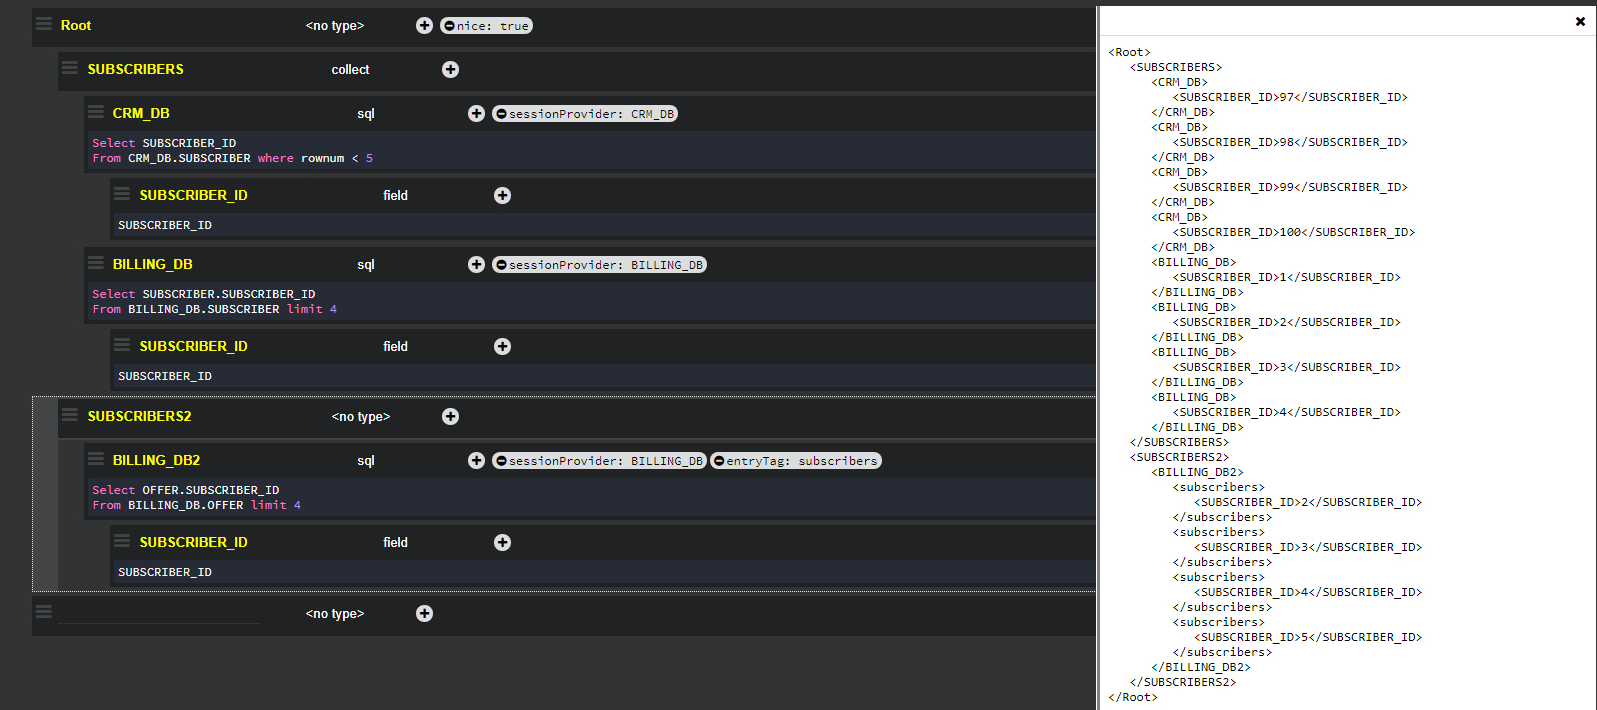 Root <no type> nice: true
SUBSCRIBERS collect
CRM_DB sql sessionProvider: CRM_DB
Select SUBSCRIBER_ID
From CRM_DB.SUBSCRIBER where rownum < 5
SUBSCRIBER_ID field
SUBSCRIBER_ID
BILLING_DB sql sessionProvider: BILLING_DB
Select SUBSCRIBER.SUBSCRIBER_ID
From BILLING_DB.SUBSCRIBER limit 4
SUBSCRIBER_ID field
SUBSCRIBER_ID
SUBSCRIBERS2 <no type>
BILLING_DB2 sql sessionProvider: BILLING_DB entryTag: subscribers
Select OFFER.SUBSCRIBER_ID
From BILLING_DB.OFFER limit 4
SUBSCRIBER_ID field
SUBSCRIBER_ID
<no type>
<Root>
<SUBSCRIBERS>
<CRM_DB>
<SUBSCRIBER_ID>97</SUBSCRIBER_ID>
</CRM_DB>
<CRM_DB>
<SUBSCRIBER_ID>98</SUBSCRIBER_ID>
</CRM_DB>
<CRM_DB>
<SUBSCRIBER_ID>99</SUBSCRIBER_ID>
</CRM_DB>
<CRM_DB>
<SUBSCRIBER_ID>100</SUBSCRIBER_ID>
</CRM_DB>
<BILLING_DB>
<SUBSCRIBER_ID>1</SUBSCRIBER_ID>
</BILLING_DB>
<BILLING_DB>
<SUBSCRIBER_ID>2</SUBSCRIBER_ID>
</BILLING_DB>
<BILLING_DB>
<SUBSCRIBER_ID>3</SUBSCRIBER_ID>
</BILLING_DB>
<BILLING_DB>
<SUBSCRIBER_ID>4</SUBSCRIBER_ID>
</BILLING_DB>
</SUBSCRIBERS>
<SUBSCRIBERS2>
<BILLING_DB2>
<subscribers>
<SUBSCRIBER_ID>2</SUBSCRIBER_ID>
</subscribers>
<subscribers>
<SUBSCRIBER_ID>3</SUBSCRIBER_ID>
</subscribers>
<subscribers>
<SUBSCRIBER_ID>4</SUBSCRIBER_ID>
</subscribers>
<subscribers>
<SUBSCRIBER_ID>5</SUBSCRIBER_ID>
</subscribers>
</BILLING_DB2>
</SUBSCRIBERS2>
</Root>